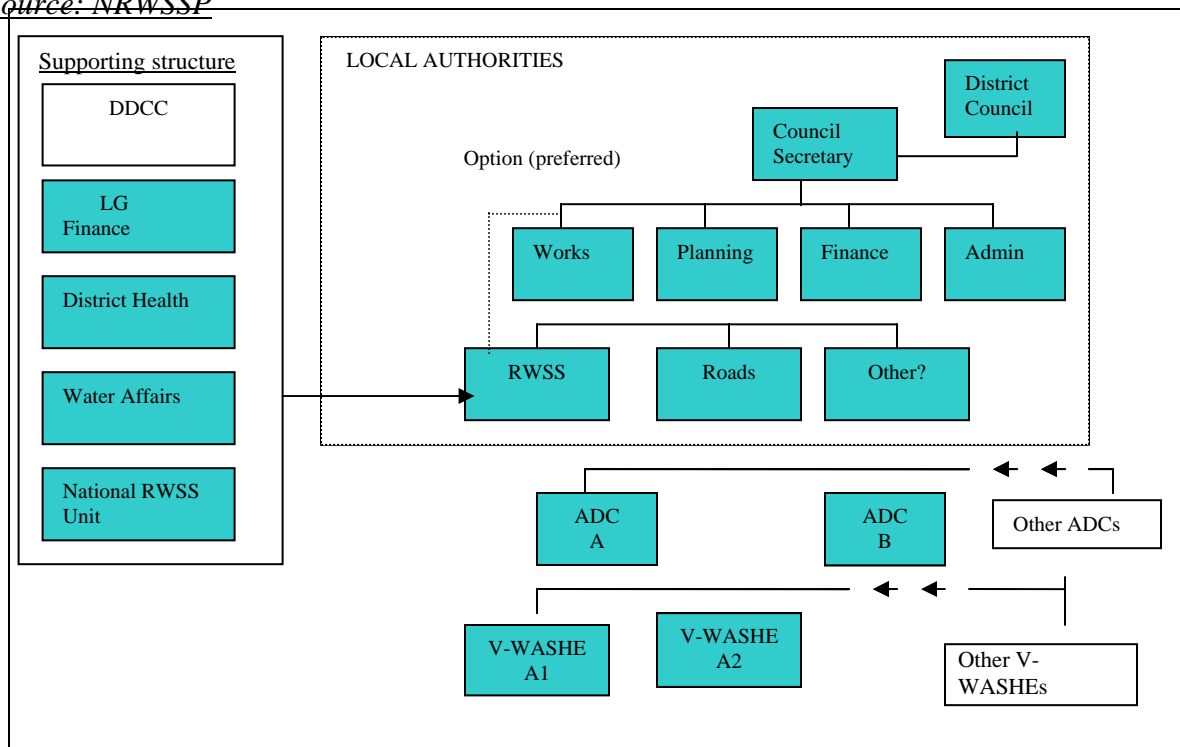 ource: NRWSSP
Supporting structure
DDCC
LG
Finance
District Health
Water Affairs
National RWSS
Unit
LOCAL AUTHORITIES
District
Council
Council
Secretary
Option (preferred)
Works
Planning
Finance
Admin
RWSS
Roads
Other?
ADC
A
ADC
B
Other ADCs
V-WASHE
A1
V-WASHE
A2
Other V-
WASHEs